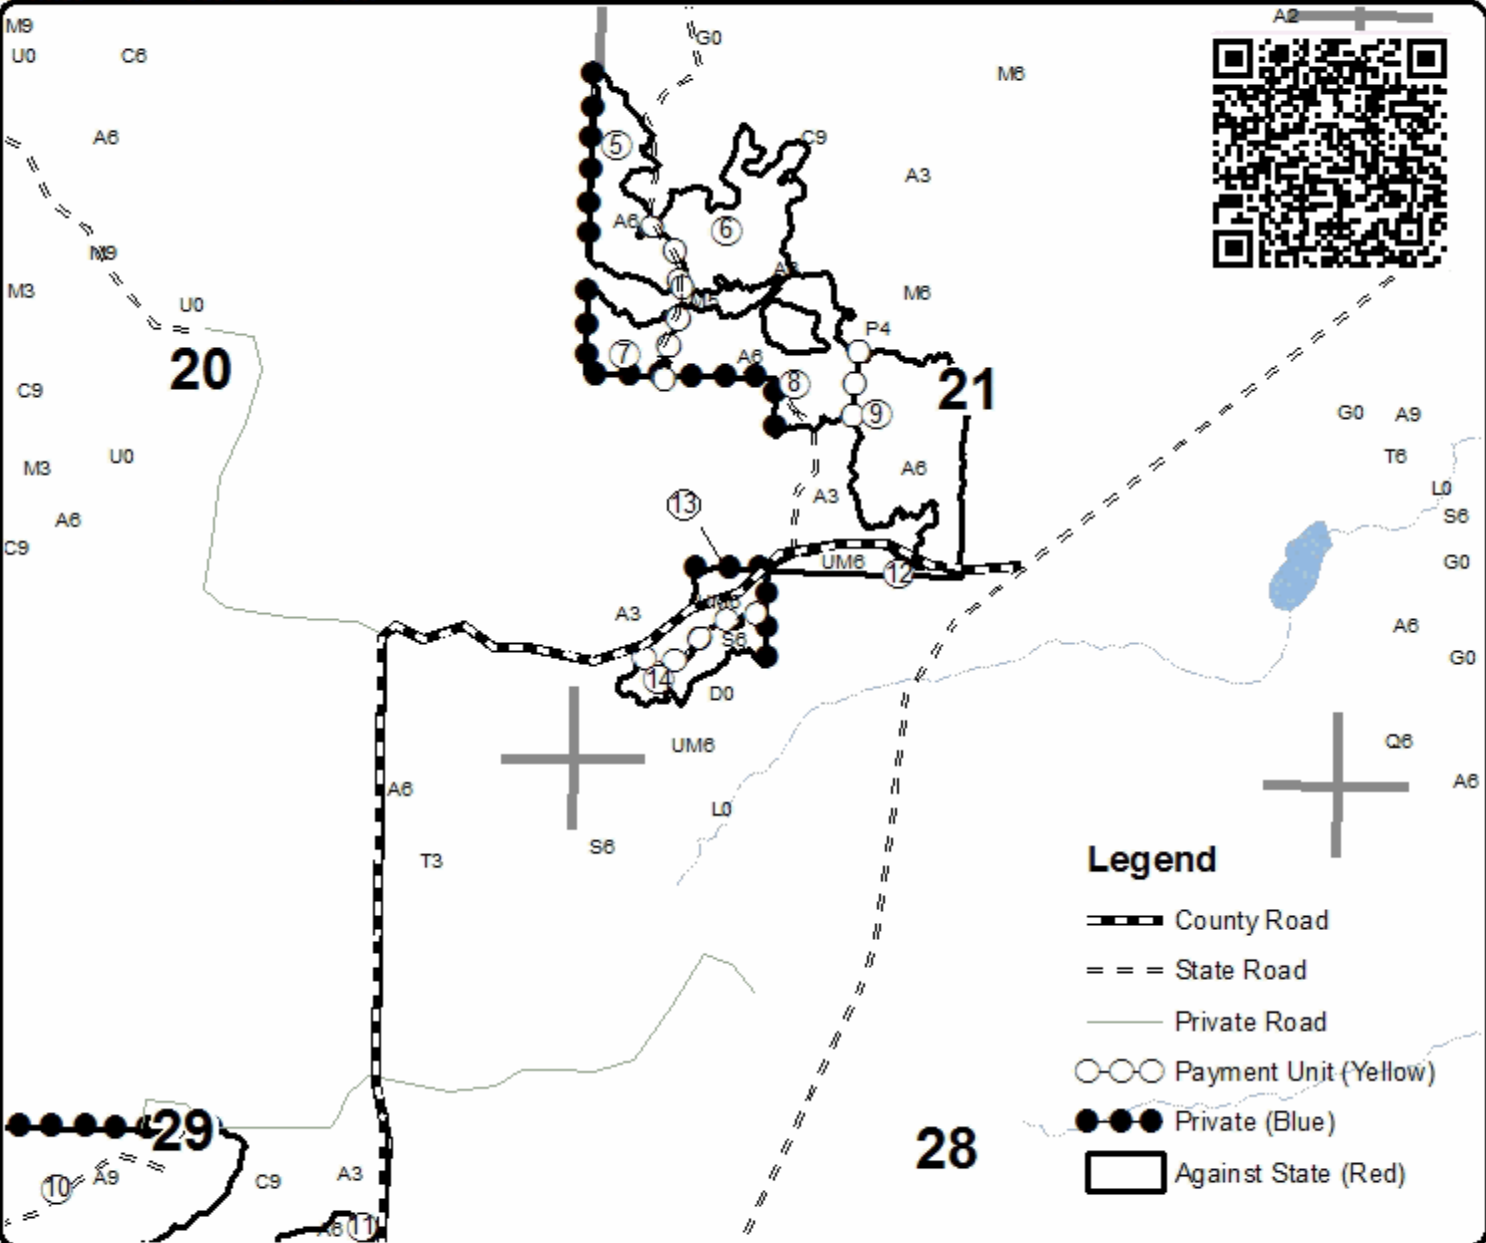 M9
U0
C6
G0
A2
M6
A6
5
C9
A3
A6
6
M9
M3
U0
M6
M5
P4
20
7
A6
8
21
C9
9
G0 A9
M3
U0
A6
T6
L0
13
A3
S6
A6
C9
UM6
12
G0
A3
S6
A6
14
D0
G0
UM6
Q6
A6
A6
L0
T3
S6
Legend
County Road
State Road
Private Road
Payment Unit (Yellow)
Private (Blue)
Against State (Red)
29
28
10
A9
C9
A3
A6
11